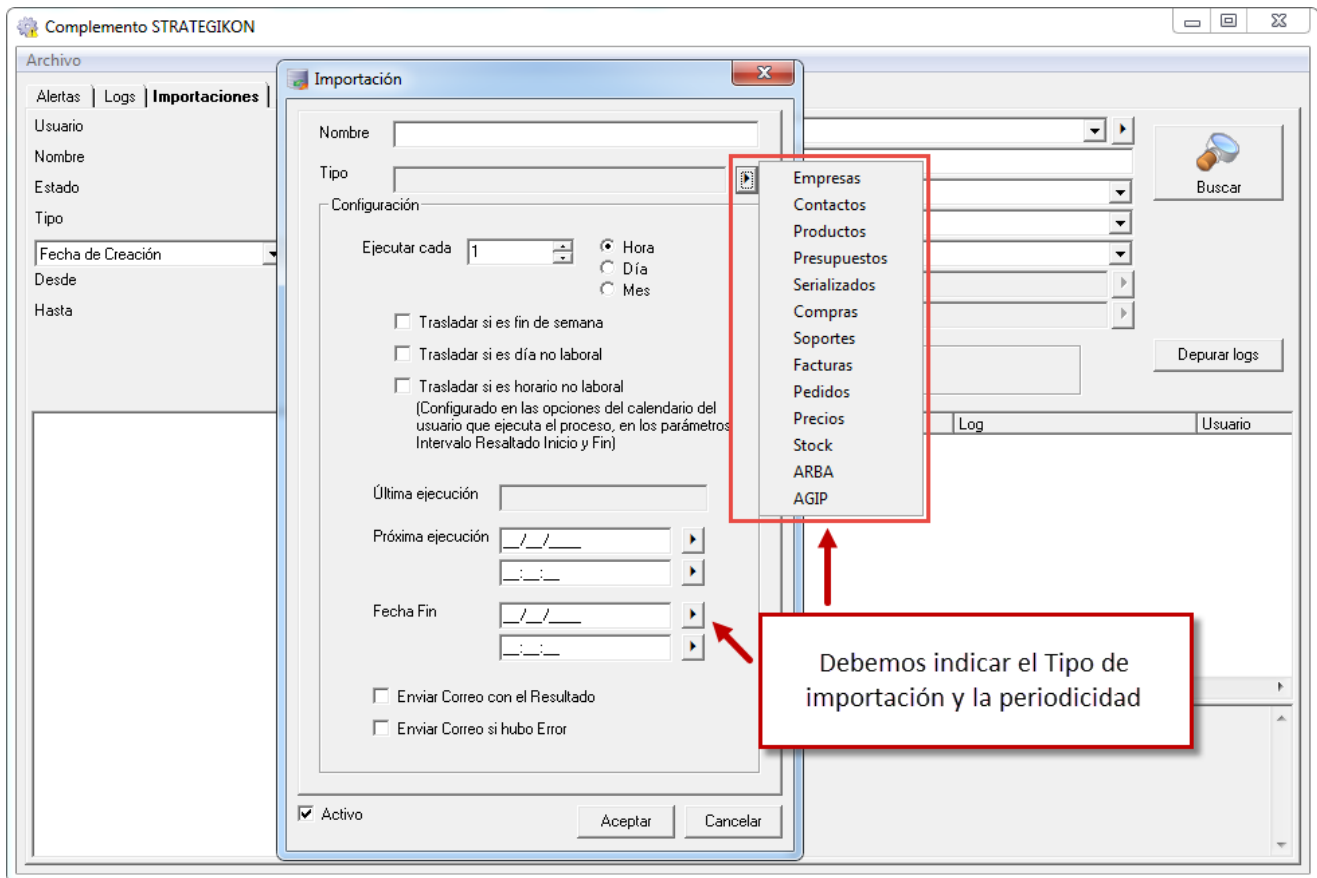 Complemento STRATEGIKON
Archivo
Alertas
Logs
Importaciones
Usuario
Nombre
Estado
Tipo
Fecha de Creación
Desde
Hasta
Buscar
Depurar logs
Log
Usuario
Importación
Nombre
Tipo
Configuración
Ejecutar cada
1
Hora
Día
Mes
Trasladar si es fin de semana
Trasladar si es día no laboral
Trasladar si es horario no laboral
(Configurado en las opciones del calendario del
usuario que ejecuta el proceso, en los parámetros
Intervalo Resaltado Inicio y Fin)
Última ejecución
Próxima ejecución
__/__/____
__:__:__
Fecha Fin
__/__/____
__:__:__
Enviar Correo con el Resultado
Enviar Correo si hubo Error
Activo
Aceptar
Cancelar
Empresas
Contactos
Productos
Presupuestos
Serializados
Compras
Soportes
Facturas
Pedidos
Precios
Stock
ARBA
AGIP
Debemos indicar el Tipo de
importación y la periodicidad